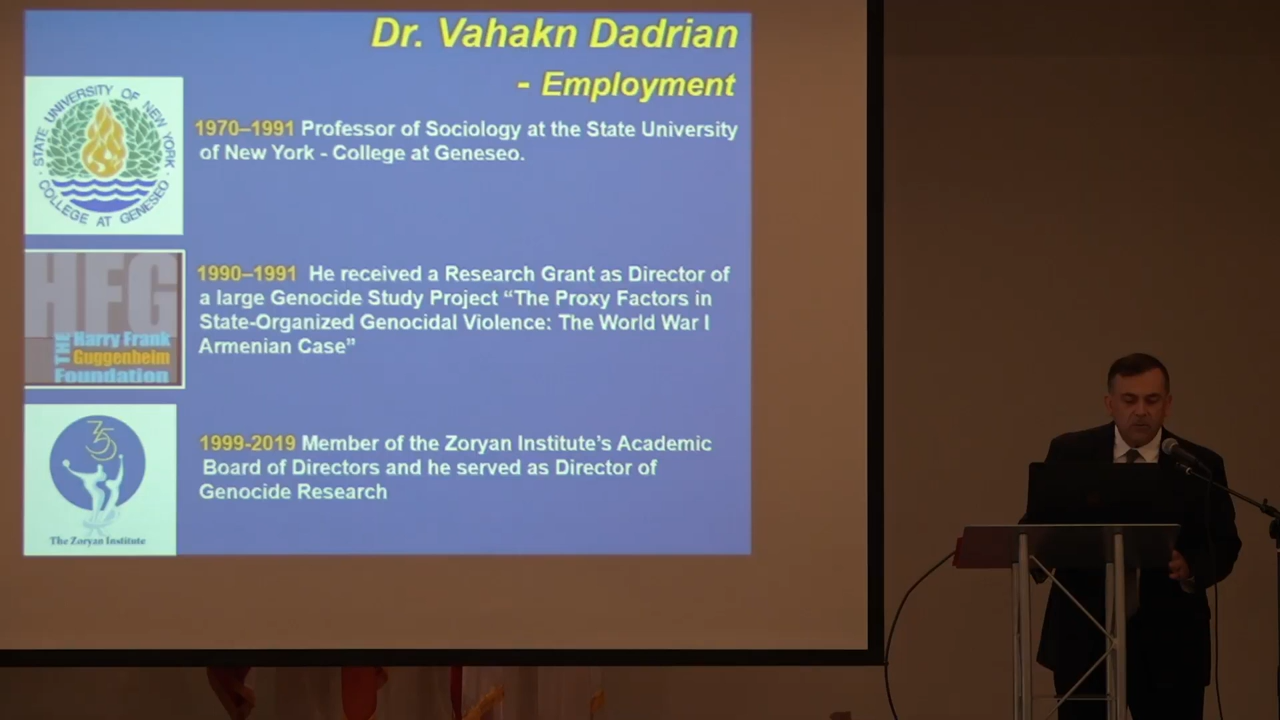 Dr. Vahakn Dadrian
- Employment
STATE UNIVERSITY OF NEW YORK · COLLEGE AT GENESEO ·
1970–1991 Professor of Sociology at the State University
of New York - College at Geneseo.
HFG
THE Harry Frank
Guggenheim
Foundation
1990–1991 He received a Research Grant as Director of
a large Genocide Study Project “The Proxy Factors in
State-Organized Genocidal Violence: The World War I
Armenian Case”
35
The Zoryan Institute
1999-2019 Member of the Zoryan Institute’s Academic
Board of Directors and he served as Director of
Genocide Research